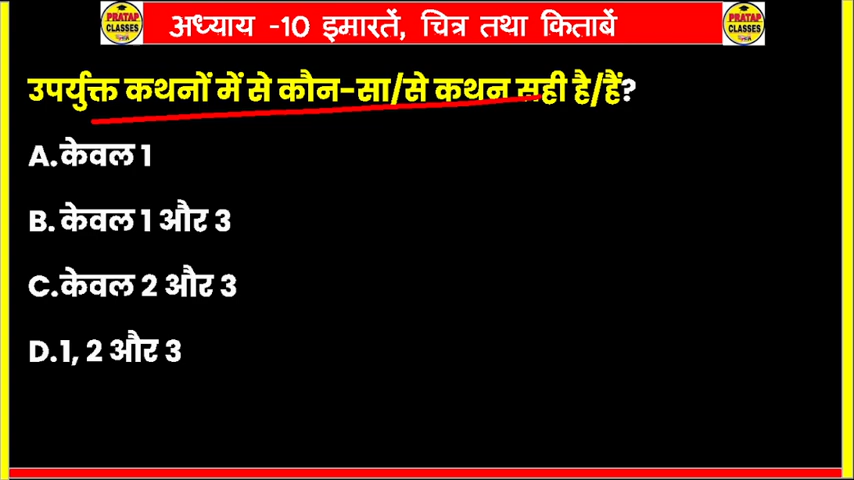 PRATAP
CLASSES
अध्याय -10 इमारतें, चित्र तथा किताबें
PRATAP
CLASSES
उपर्युक्त कथनों में से कौन-सा/से कथन सही है/हैं?
A.केवल 1
B. केवल 1 और 3
C.केवल 2 और 3
D.1, 2 और 3